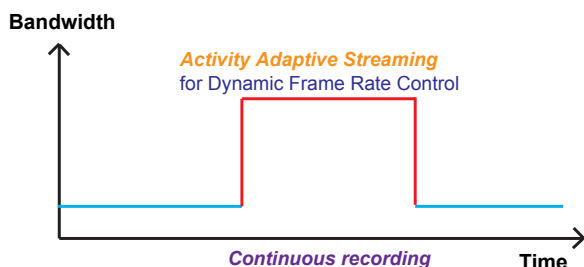 Bandwidth
Activity Adaptive Streaming
for Dynamic Frame Rate Control
Continuous recording
Time